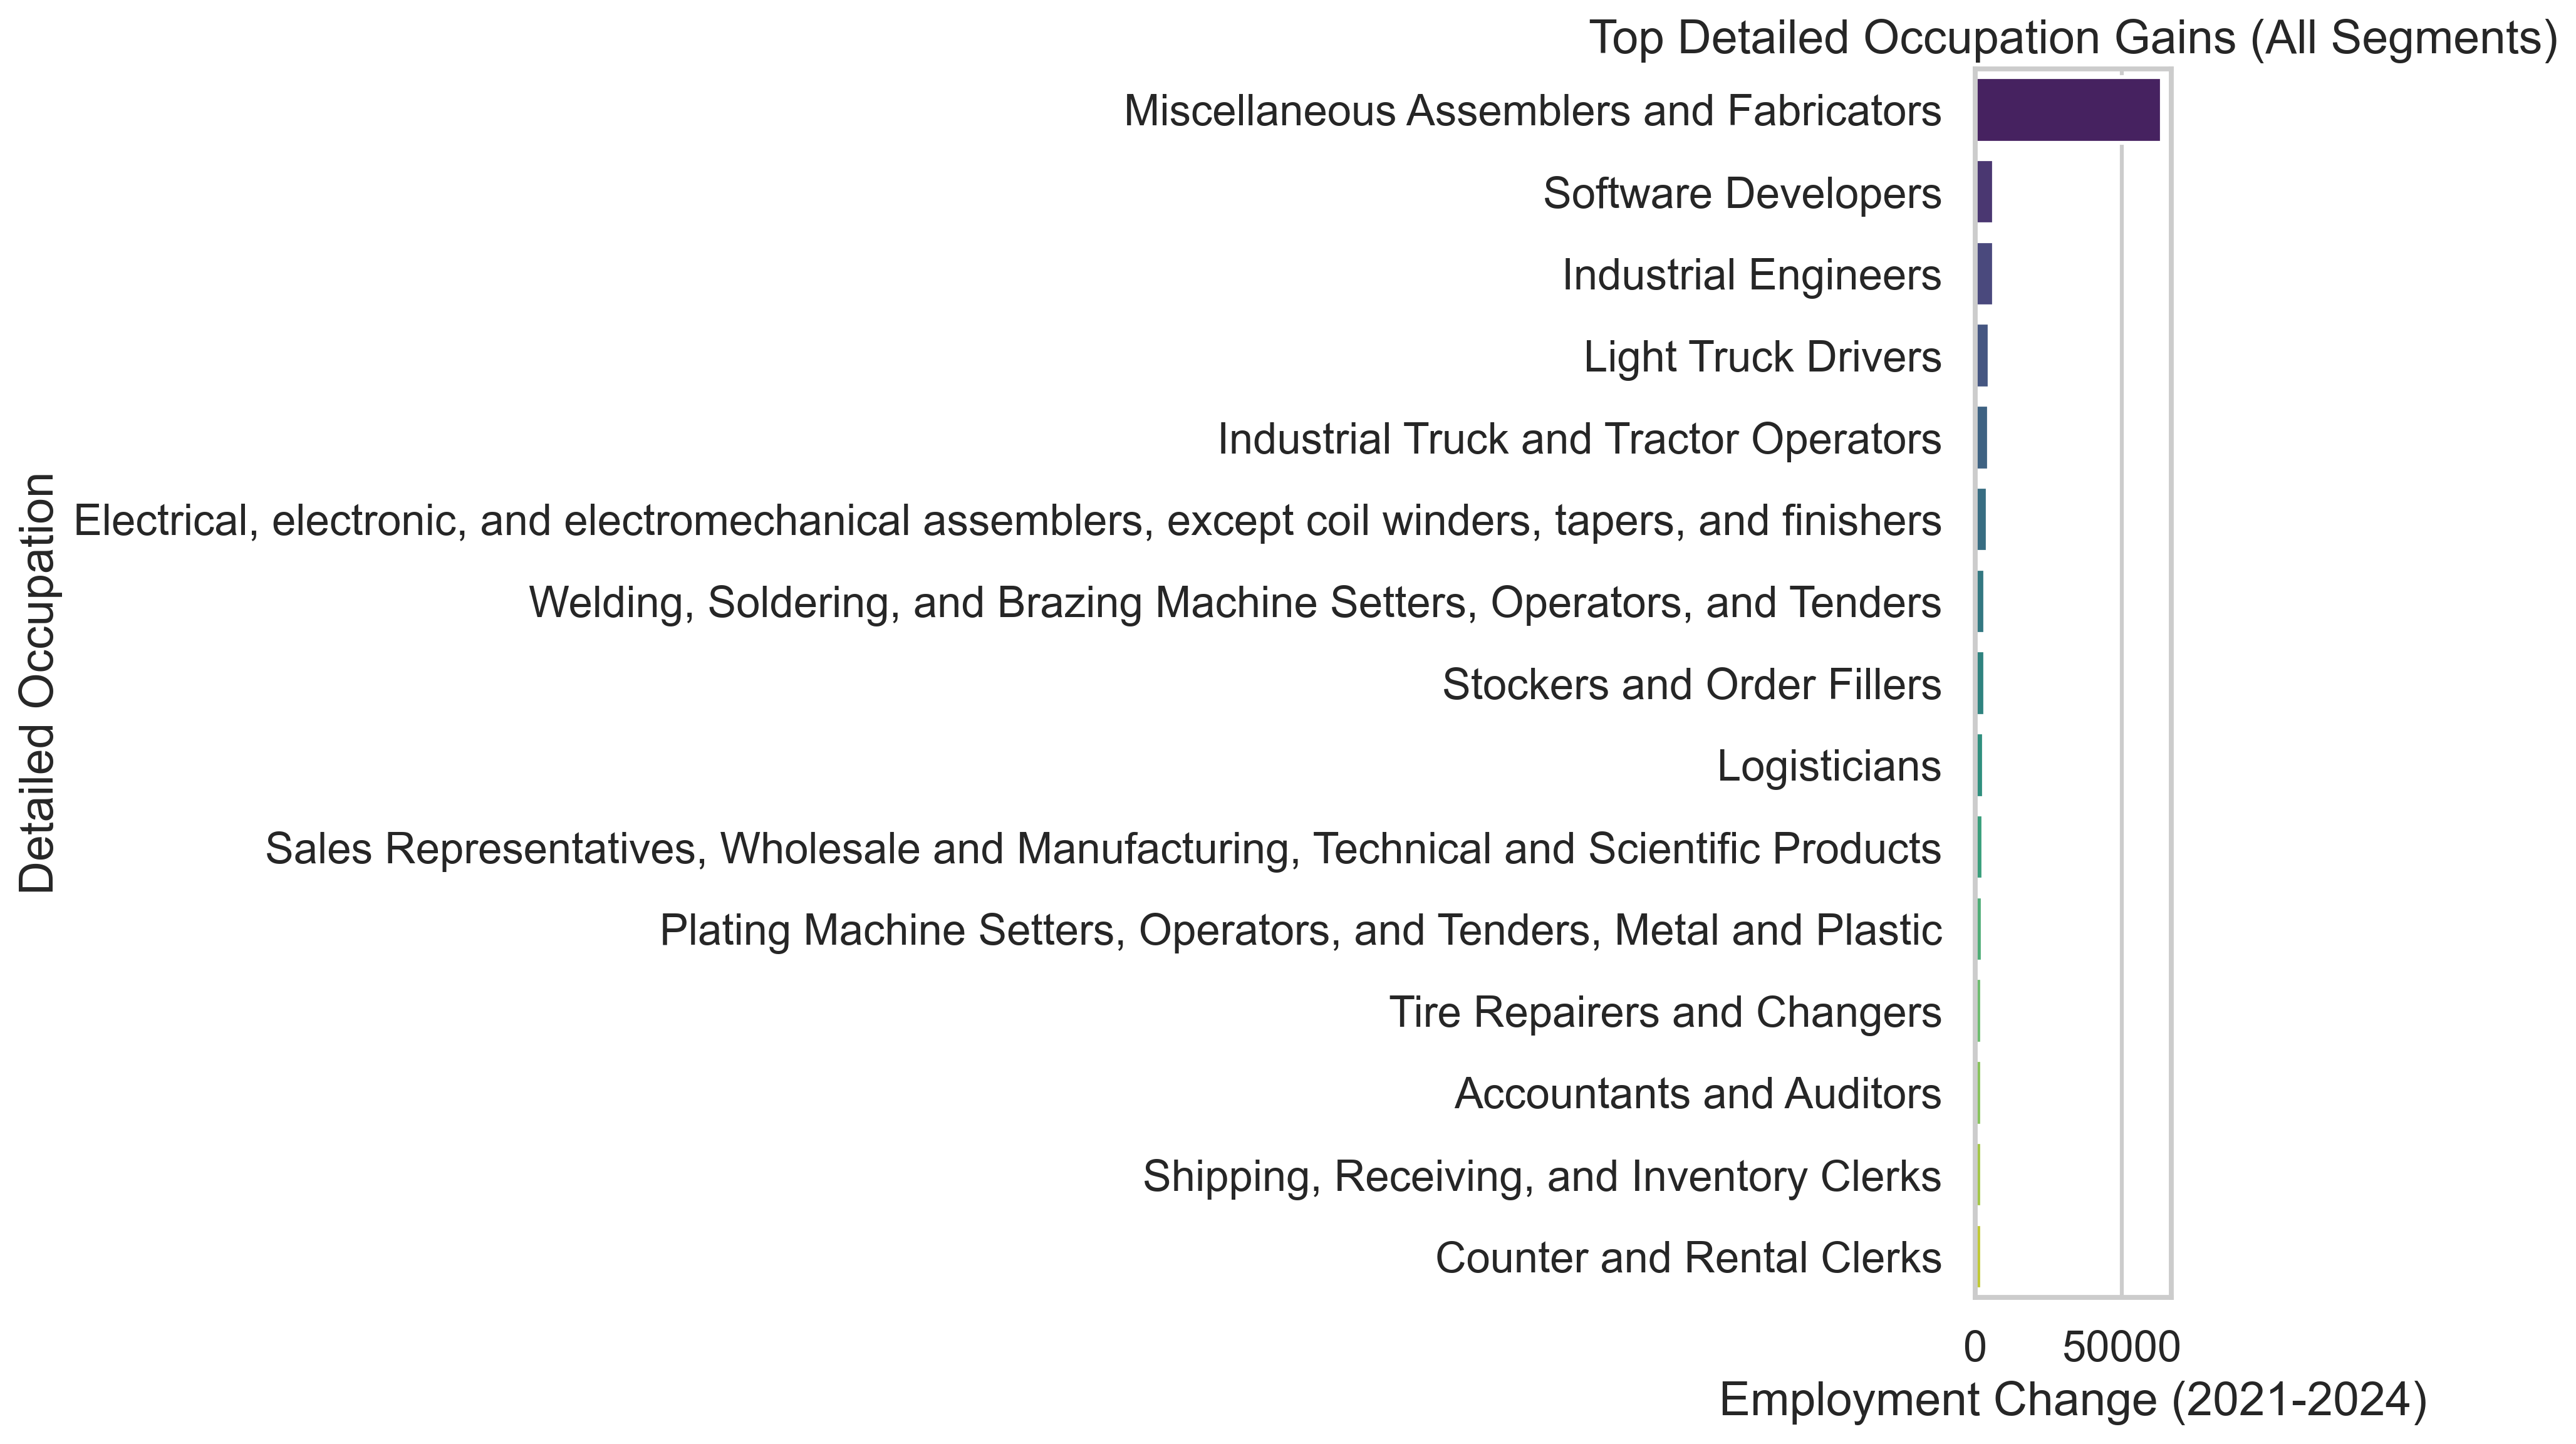 Top Detailed Occupation Gains (All Segments)
Miscellaneous Assemblers and Fabricators
Software Developers
Industrial Engineers
Light Truck Drivers
Industrial Truck and Tractor Operators
Electrical, electronic, and electromechanical assemblers, except coil winders, tapers, and finishers
Welding, Soldering, and Brazing Machine Setters, Operators, and Tenders
Stockers and Order Fillers
Logisticians
Sales Representatives, Wholesale and Manufacturing, Technical and Scientific Products
Plating Machine Setters, Operators, and Tenders, Metal and Plastic
Tire Repairers and Changers
Accountants and Auditors
Shipping, Receiving, and Inventory Clerks
Counter and Rental Clerks
Detailed Occupation
0 50000
Employment Change (2021-2024)